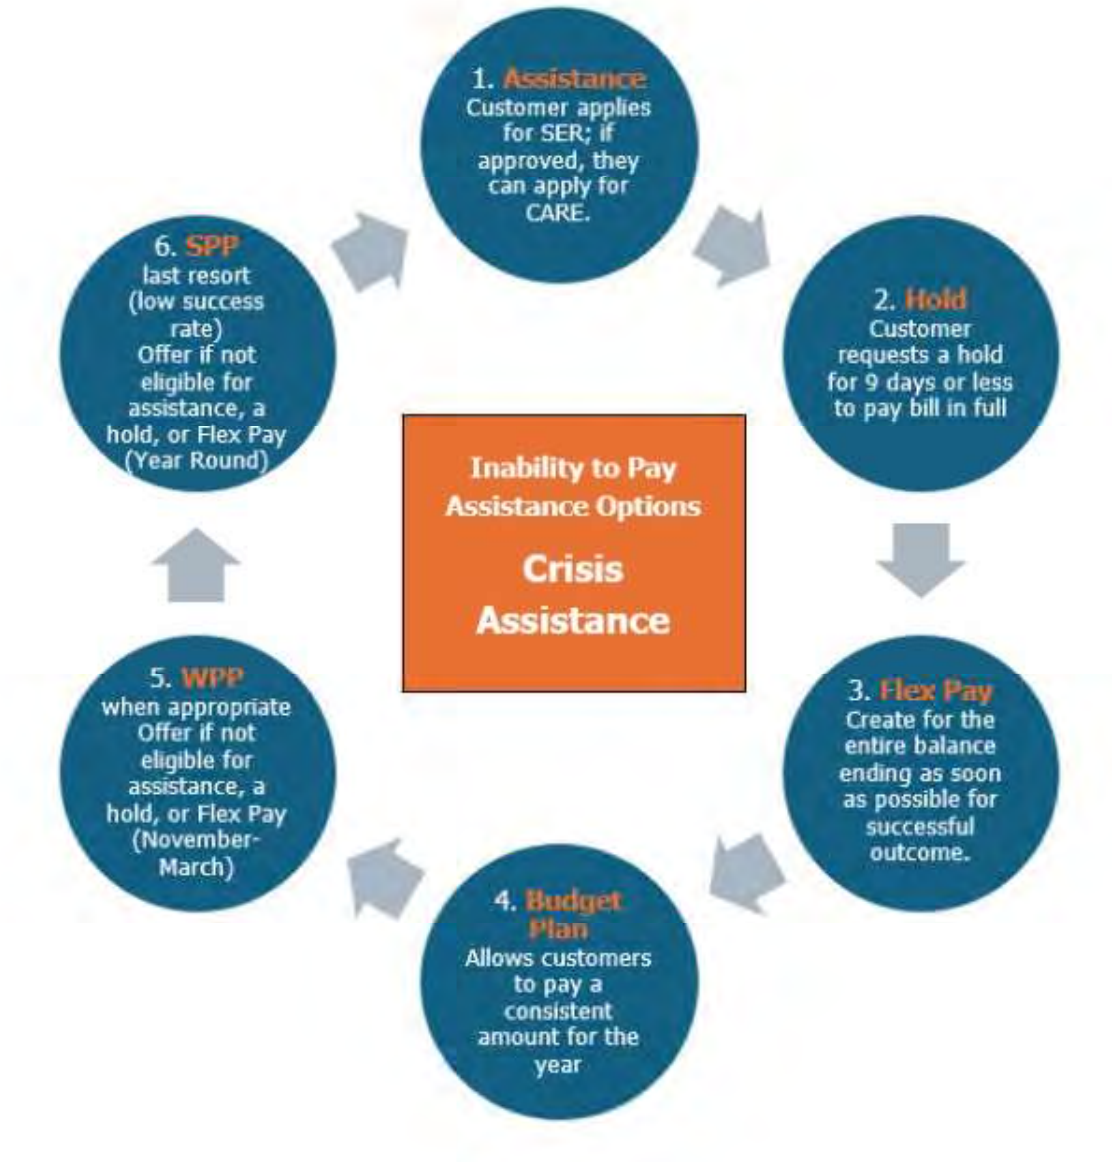 1. Assistance
Customer applies
for SER; if
approved, they
can apply for
CARE.
2. Hold
Customer
requests a hold
for 9 days or less
to pay bill in full
3. Flex Pay
Create for the
entire balance
ending as soon
as possible for
successful
outcome.
4. Budget
Plan
Allows customers
to pay a
consistent
amount for the
year
5. WPP
when appropriate
Offer if not
eligible for
assistance, a
hold, or Flex Pay
(November-
March)
6. SPP
last resort
(low success
rate)
Offer if not
eligible for
assistance, a
hold, or Flex Pay
(Year Round)
Inability to Pay
Assistance Options
Crisis
Assistance